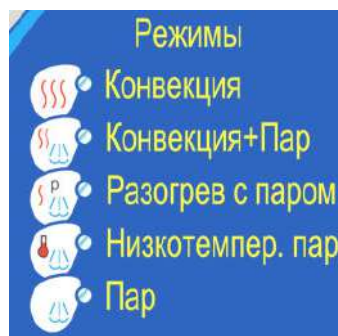 Режимы
Конвекция
Конвекция+Пар
P
Разогрев с паром
Низкотемпер. пар
Пар